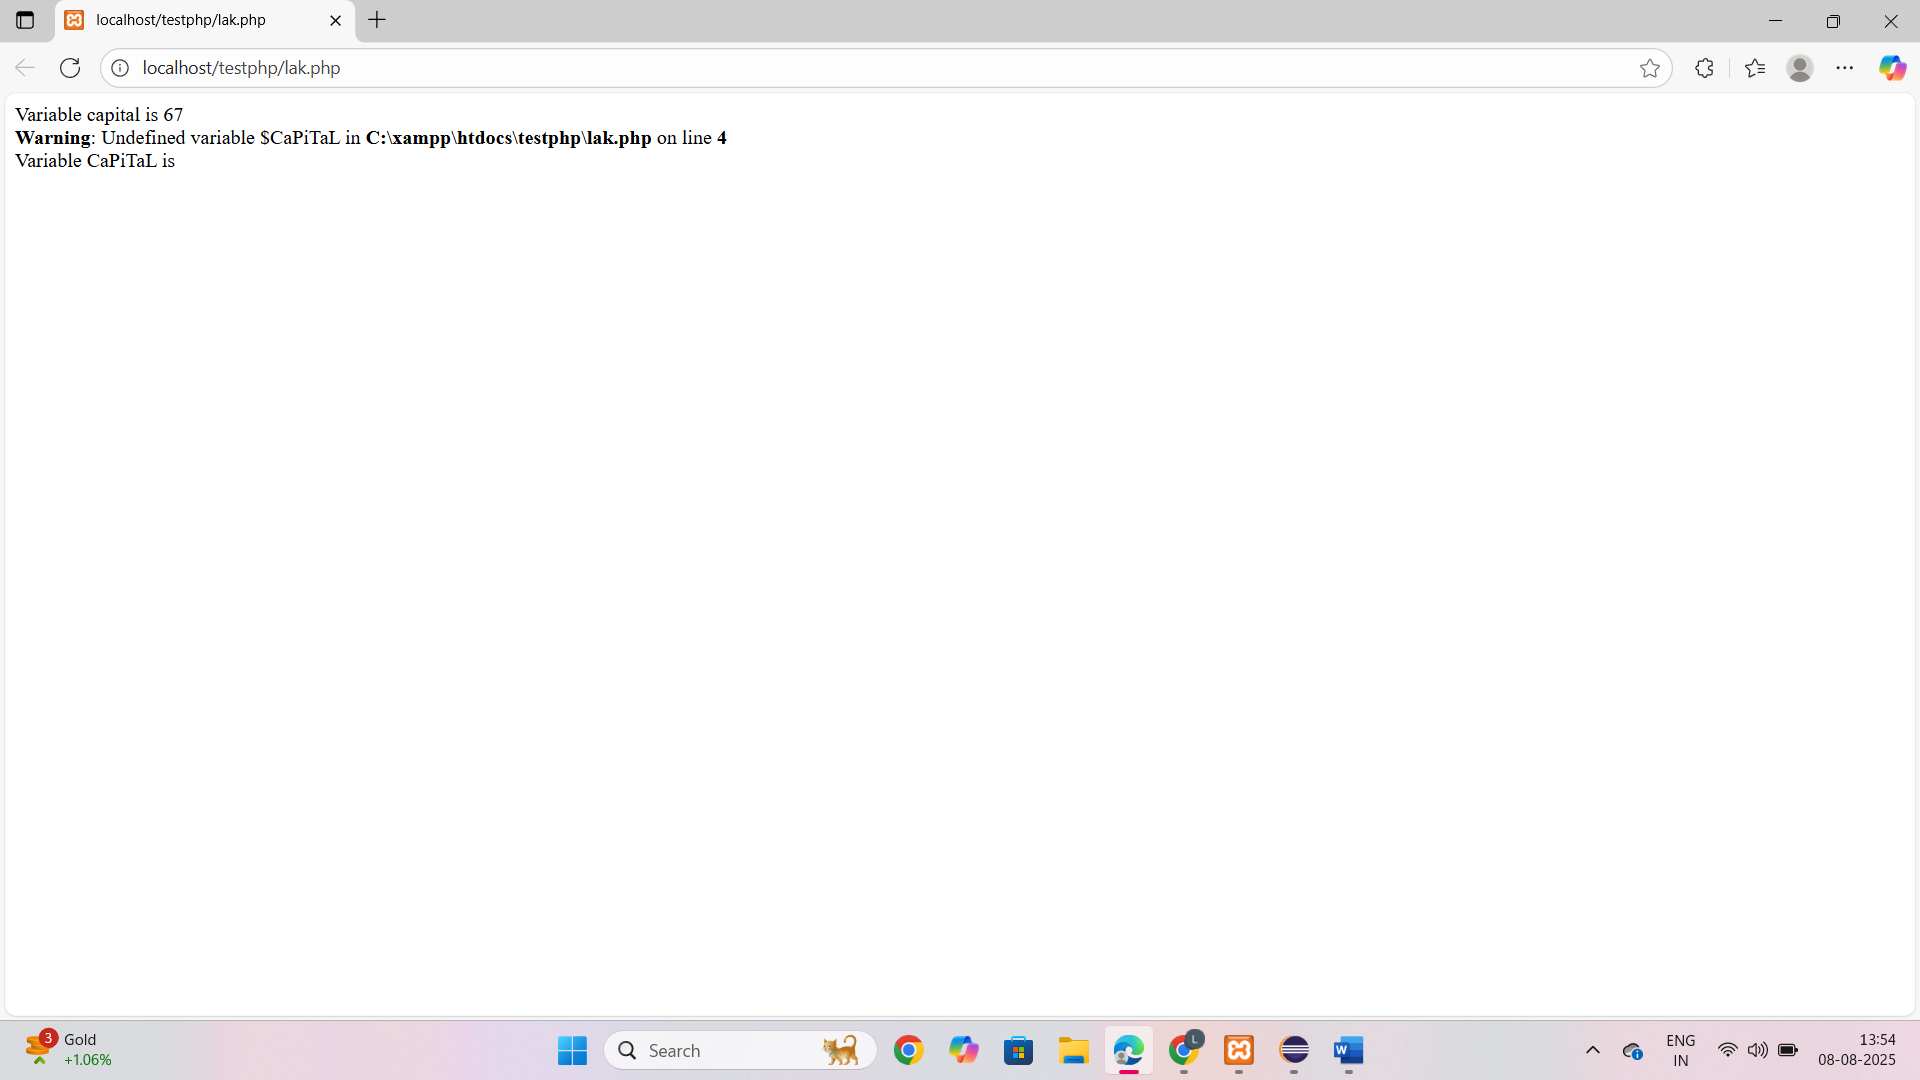 localhost/testphp/lak.php
localhost/testphp/lak.php
Variable capital is 67
Warning: Undefined variable $CaPiTaL in C:\xampp\htdocs\testphp\lak.php on line 4
Variable CaPiTaL is
3
Gold
+1.06%
Search
L
W
ENG
IN
13:54
08-08-2025